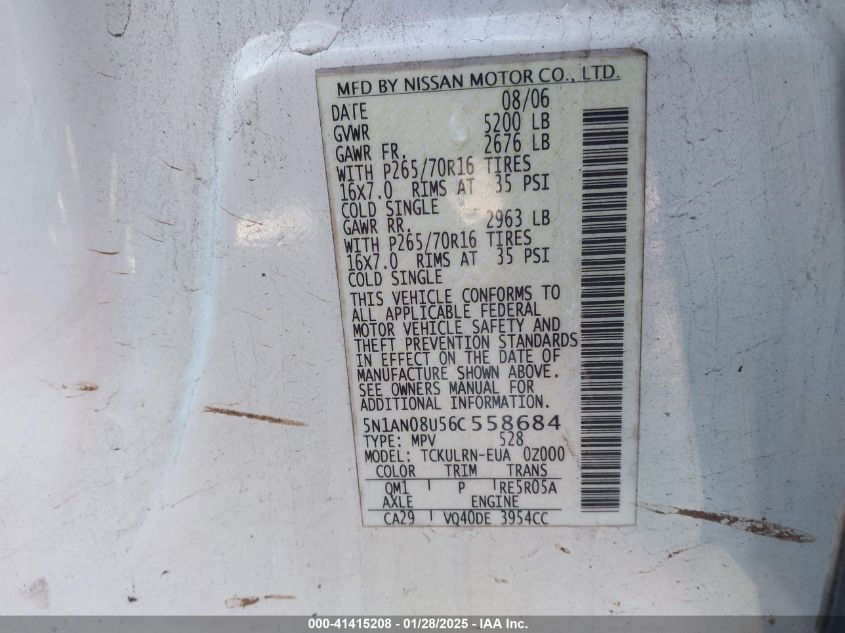 MFD BY NISSAN MOTOR CO., LTD.
DATE 08/06
GVWR 5200 LB
GAWR FR. 2676 LB
WITH P265/70R16 TIRES
16X7.0 RIMS AT 35 PSI
COLD SINGLE
GAWR RR. 2963 LB
WITH P265/70R16 TIRES
16X7.0 RIMS AT 35 PSI
COLD SINGLE
THIS VEHICLE CONFORMS TO
ALL APPLICABLE FEDERAL
MOTOR VEHICLE SAFETY AND
THEFT PREVENTION STANDARDS
IN EFFECT ON THE DATE OF
MANUFACTURE SHOWN ABOVE.
SEE OWNERS MANUAL FOR
ADDITIONAL INFORMATION.
5N1AN08U56C558684
TYPE: MPV 528
MODEL: TCKULRN-EUA 0Z000
COLOR TRIM TRANS
QM1 P RE5R05A
AXLE ENGINE
CA29 VQ40DE 3954CC
000-41415208 - 01/28/2025 - IAA Inc.